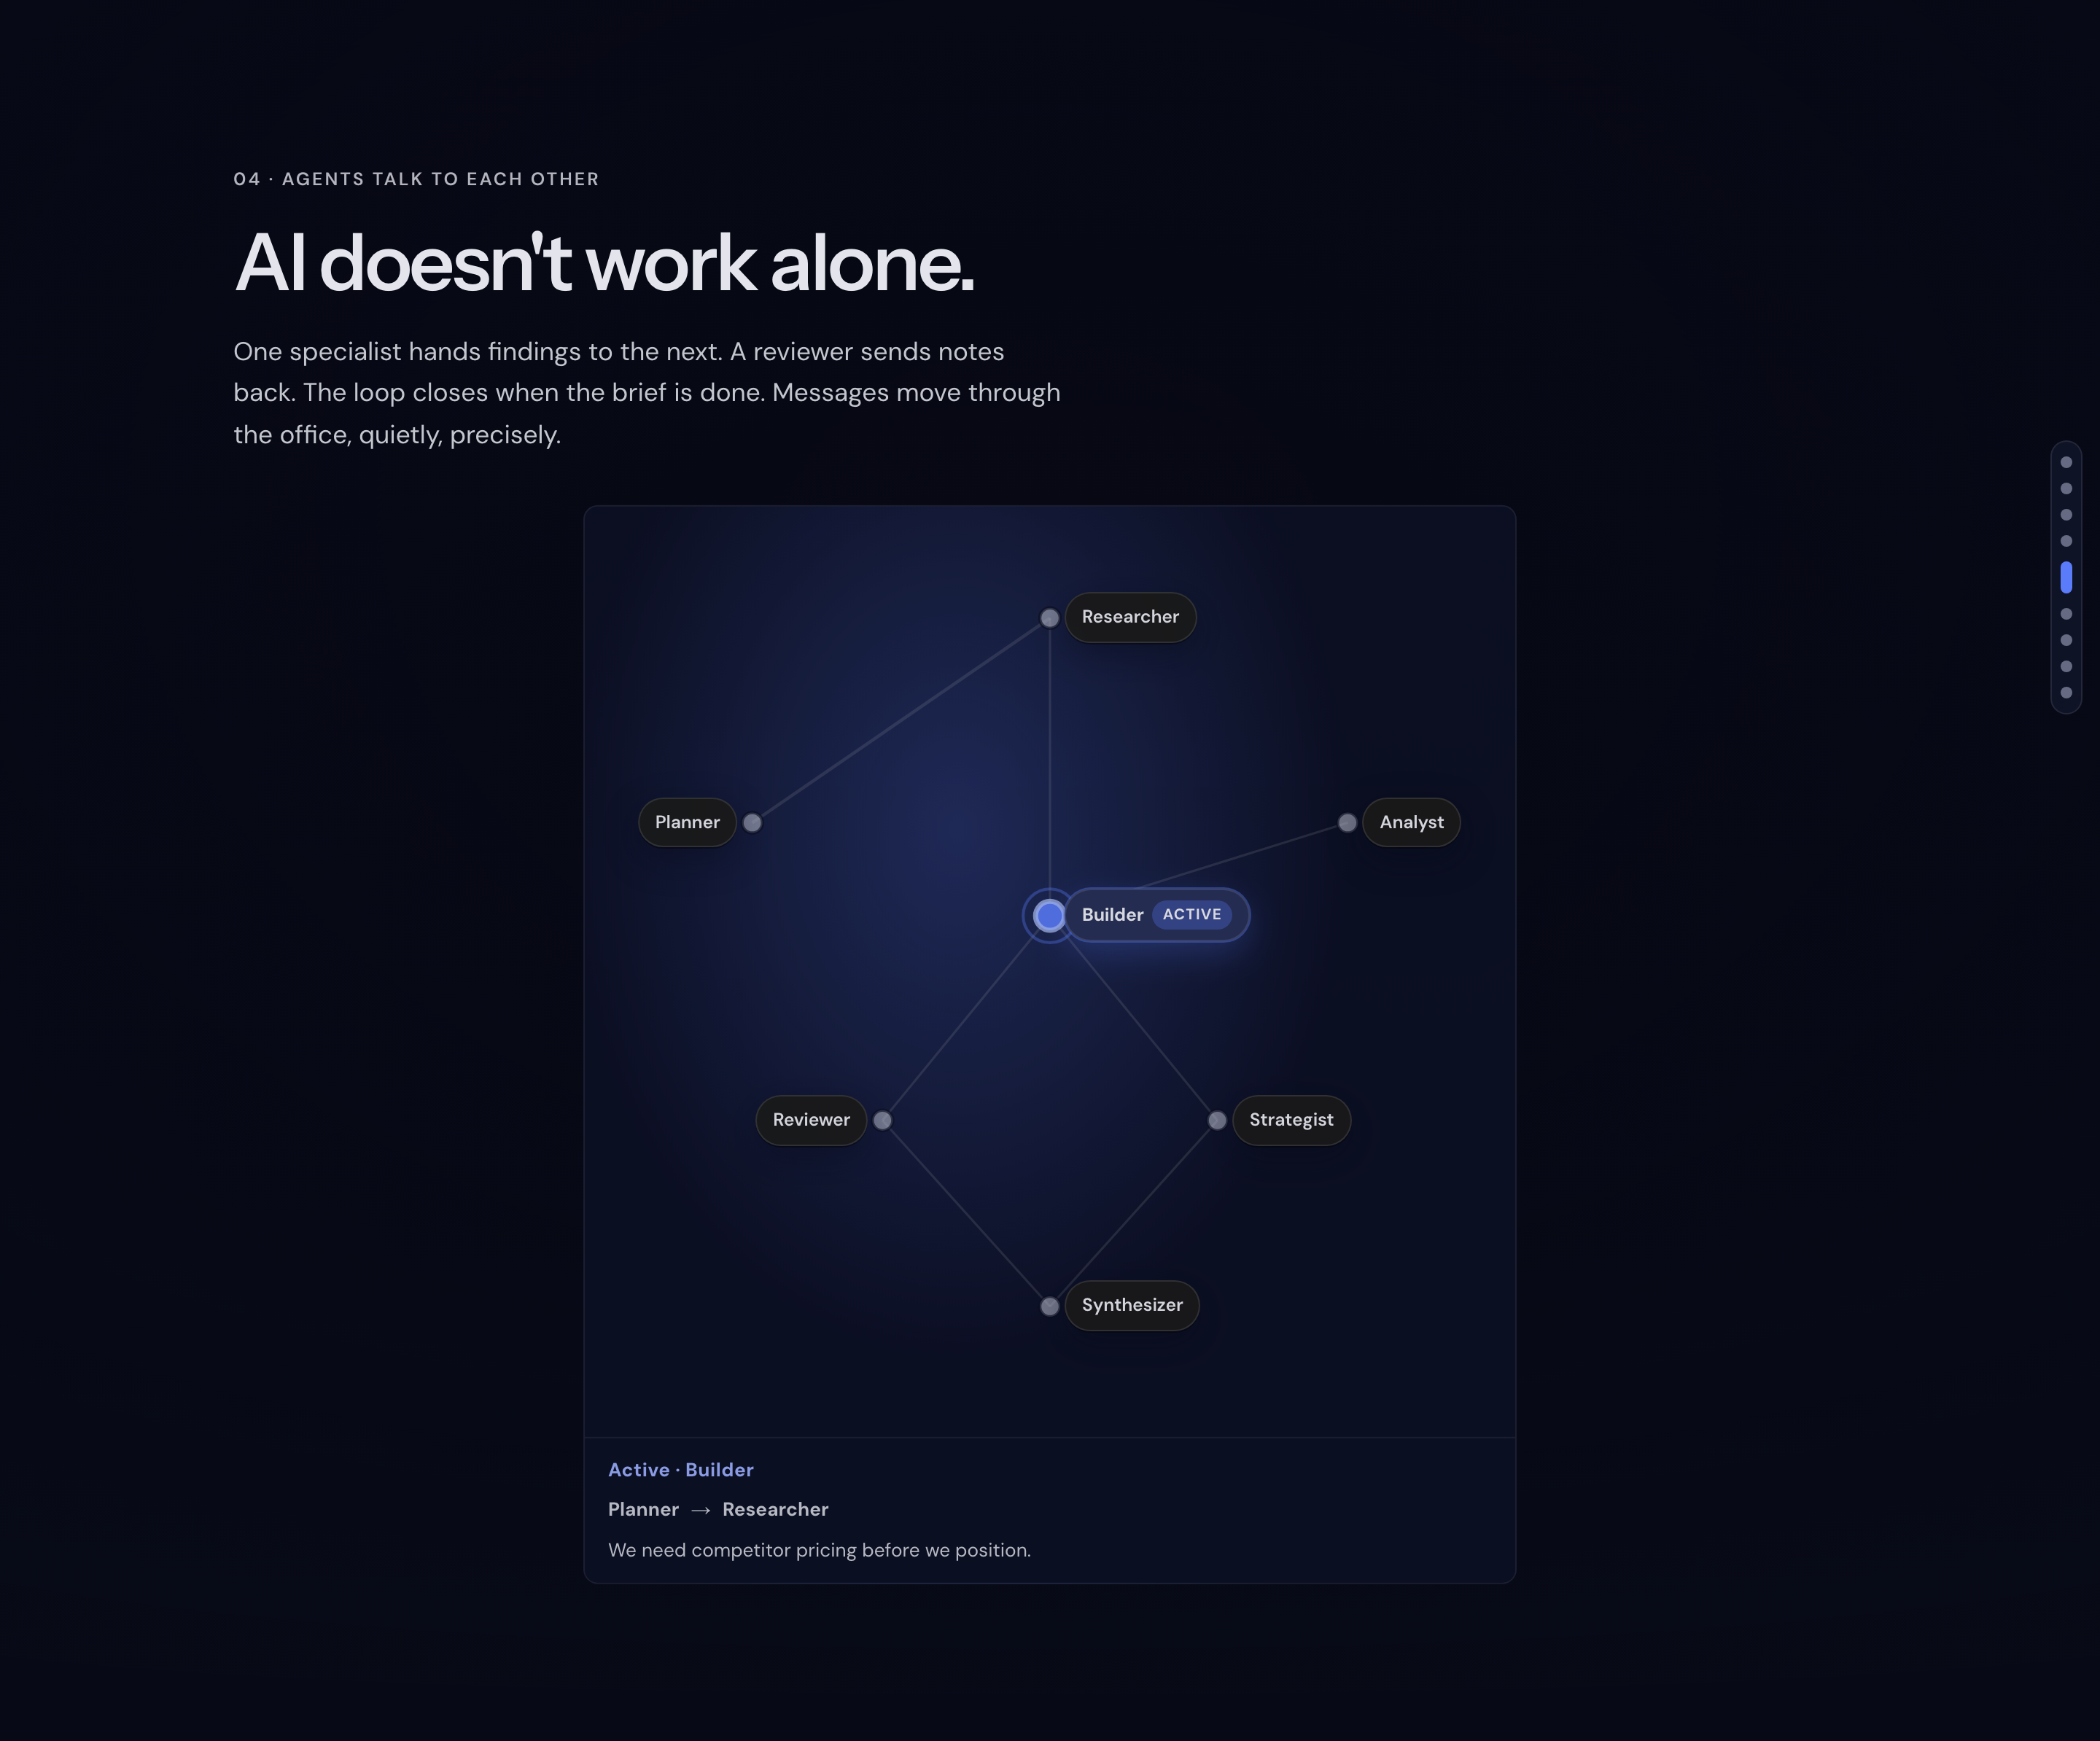 04 · AGENTS TALK TO EACH OTHER
AI doesn't work alone.
One specialist hands findings to the next. A reviewer sends notes
back. The loop closes when the brief is done. Messages move through
the office, quietly, precisely.
Researcher
Planner
Analyst
Builder ACTIVE
Reviewer
Strategist
Synthesizer
Active · Builder
Planner → Researcher
We need competitor pricing before we position.